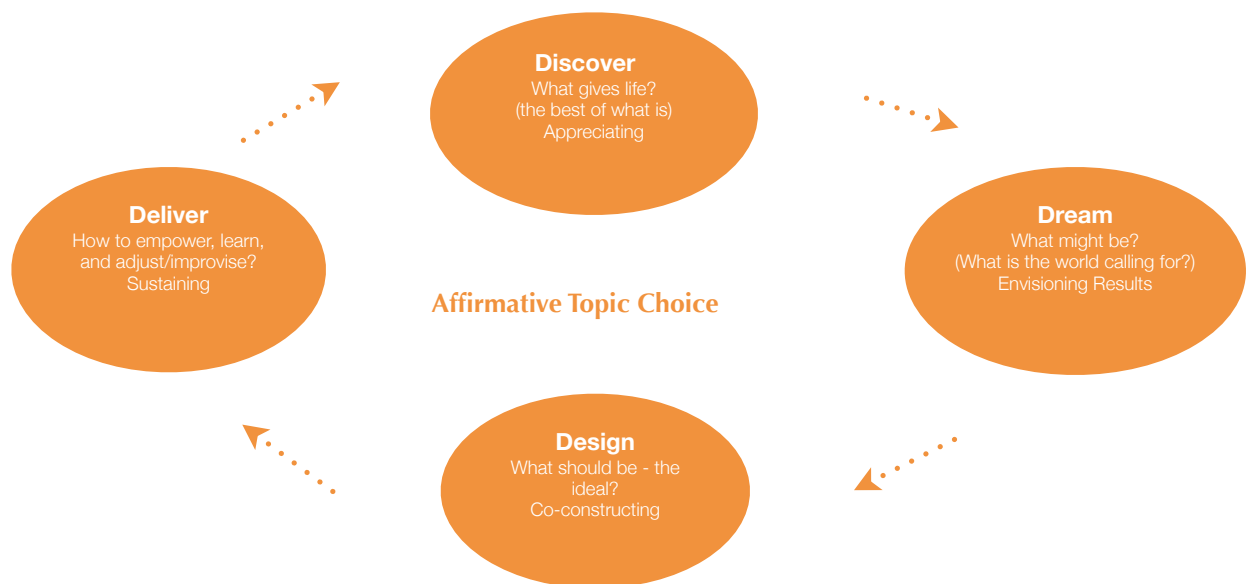 Discover
What gives life?
(the best of what is)
Appreciating
Dream
What might be?
(What is the world calling for?)
Envisioning Results
Design
What should be - the
ideal?
Co-constructing
Deliver
How to empower, learn,
and adjust/improvise?
Sustaining
Affirmative Topic Choice